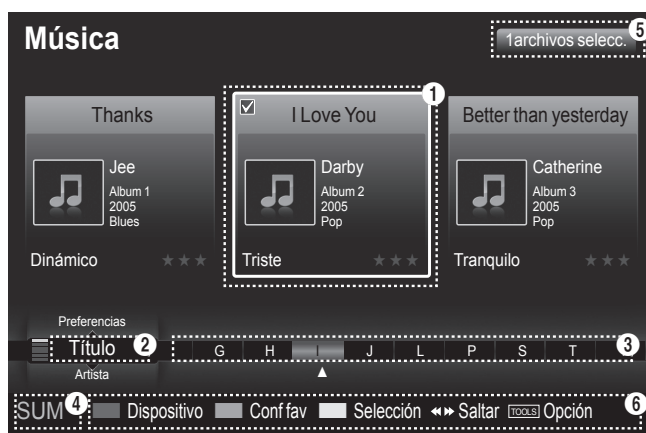 Música
1archivos selecc.
5
1
Thanks
Jee
Album 1
2005
Blues
Dinámico
I Love You
Darby
Album 2
2005
Pop
Triste
Better than yesterday
Catherine
Album 3
2005
Pop
Tranquilo
Preferencias
Título
2
G H I J L P S T
3
Artista
SUM
4
Dispositivo Conf fav Selección Saltar TOOLS Opción
6